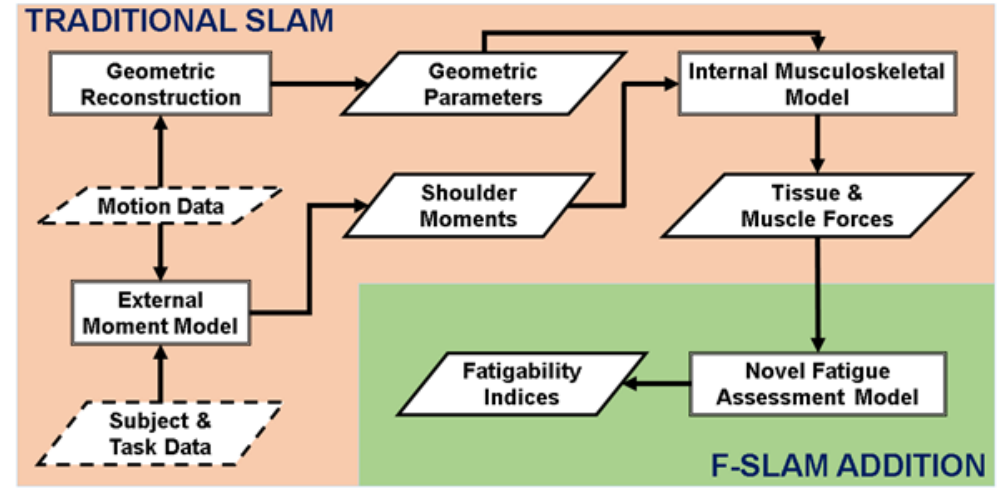 TRADITIONAL SLAM
Geometric
Reconstruction
Geometric
Parameters
Internal Musculoskeletal
Model
Motion Data
Shoulder
Moments
Tissue &
Muscle Forces
External
Moment Model
Subject &
Task Data
Fatigability
Indices
Novel Fatigue
Assessment Model
F-SLAM ADDITION